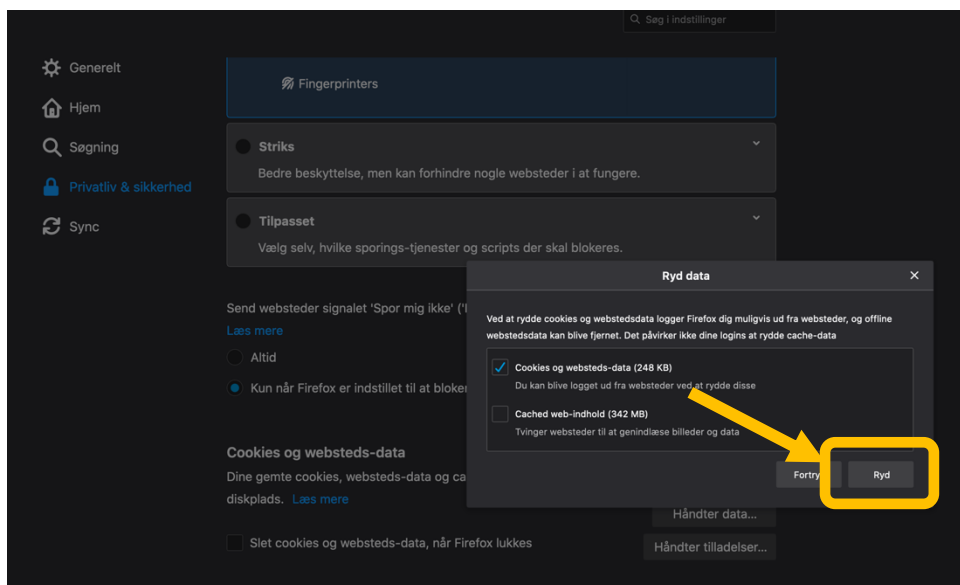 Søg i indstillinger
Generelt
Hjem
Søgning
Privatliv & sikkerhed
Sync
Fingerprinters
Striks
Bedre beskyttelse, men kan forhindre nogle websteder i at fungere.
Tilpasset
Vælg selv, hvilke sporings-tjenester og scripts der skal blokeres.
Send websteder signalet 'Spor mig ikke'
Læs mere
Altid
Kun når Firefox er indstillet til at
Cookies og websteds-data
Dine gemte cookies, websteds-data og
diskplads. Læs mere
Slet cookies og websteds-data, når Firefox lukkes
Håndter data...
Håndter tilladelser...
Ryd data
Ved at rydde cookies og webstedsdata logger Firefox dig muligvis ud fra websteder, og offline
webstedsdata kan blive fjernet. Det påvirker ikke dine logins at rydde cache-data
Cookies og websteds-data (248 KB)
Du kan blive logget ud fra websteder ved at rydde disse
Cached web-indhold (342 MB)
Tvinger websteder til at genindlæse billeder og data
Ryd